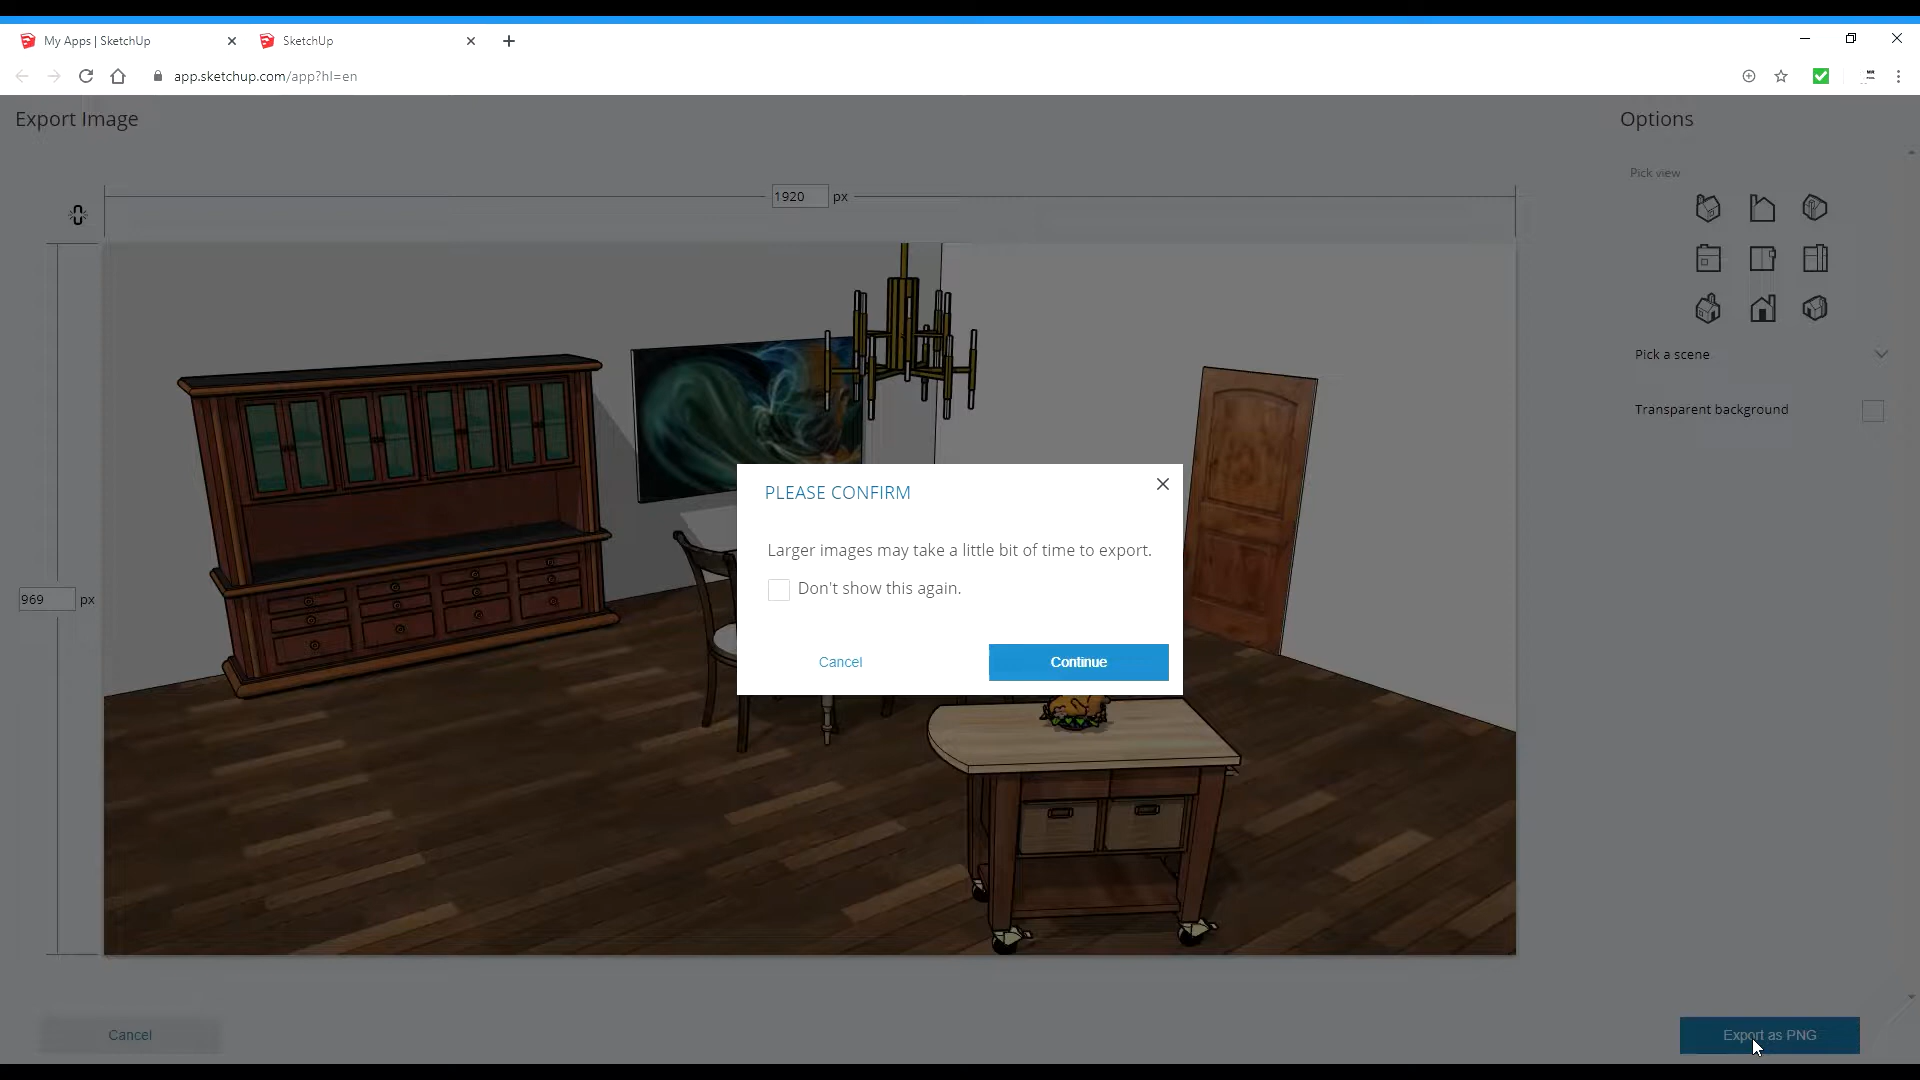 My Apps | SketchUp
SketchUp
app.sketchup.com/app?hl=en
Export Image
Options
Pick view
1920 px
Pick a scene
Transparent background
PLEASE CONFIRM
Larger images may take a little bit of time to export.
Don't show this again.
969 px
Cancel
Continue
Cancel
Export as PNG